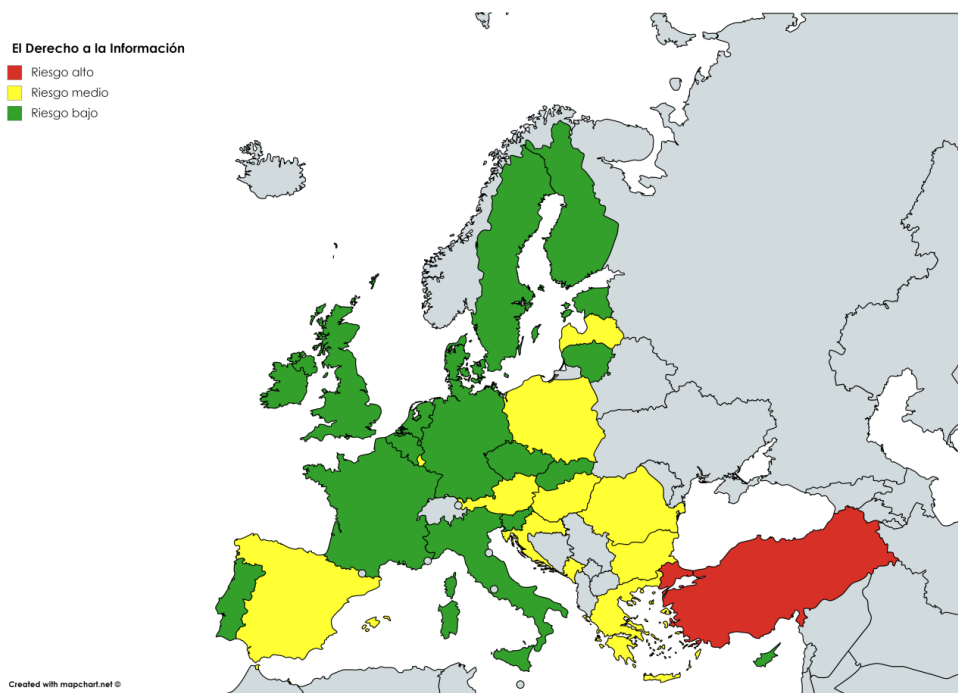 El Derecho a la Información
Riesgo alto
Riesgo medio
Riesgo bajo
Created with mapchart.net ©